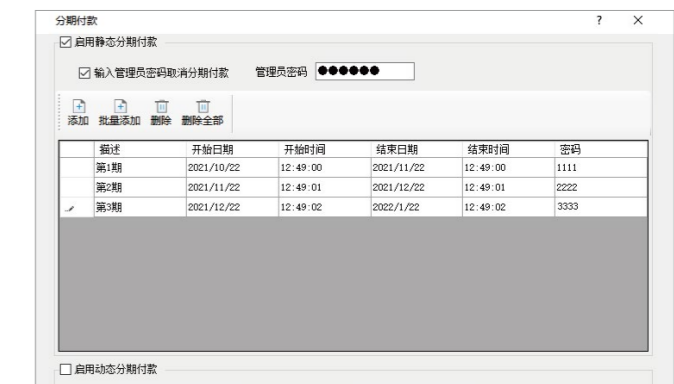 分期付款 ? ×
启用静态分期付款
输入管理员密码取消分期付款 管理员密码 ●●●●●●
添加 批量添加 删除 删除全部
描述 开始日期 开始时间 结束日期 结束时间 密码
第1期 2021/10/22 12:49:00 2021/11/22 12:49:00 1111
第2期 2021/11/22 12:49:01 2021/12/22 12:49:01 2222
第3期 2021/12/22 12:49:02 2022/1/22 12:49:02 3333
启用动态分期付款